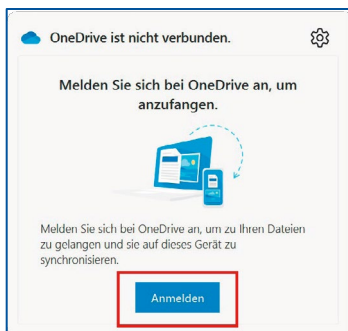 OneDrive ist nicht verbunden.
Melden Sie sich bei OneDrive an, um
anzufangen.
Melden Sie sich bei OneDrive an, um zu Ihren Dateien
zu gelangen und sie auf dieses Gerät zu
synchronisieren.
Anmelden